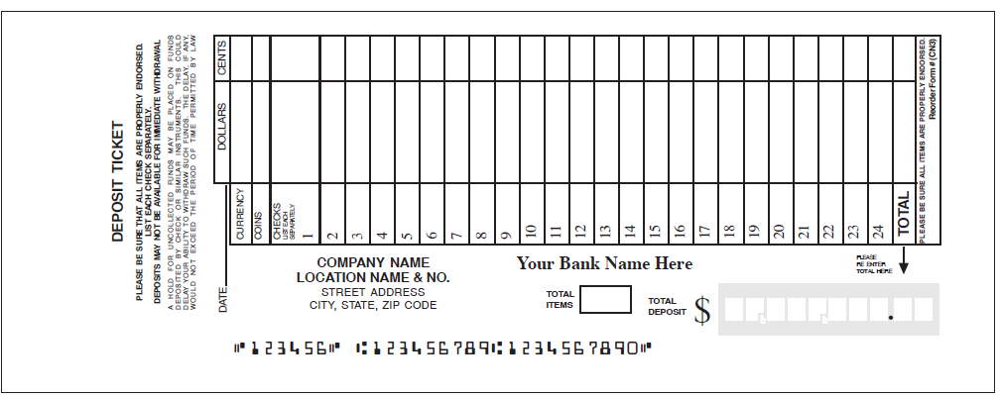 DEPOSIT TICKET
PLEASE BE SURE THAT ALL ITEMS ARE PROPERLY ENDORSED.
LIST EACH CHECK SEPARATELY.
DEPOSITS MAY NOT BE AVAILABLE FOR IMMEDIATE WITHDRAWAL
A HOLD FOR UNCOLLECTED FUNDS MAY BE PLACED ON FUNDS
DEPOSITED BY CHECK OR SIMILAR INSTRUMENTS. THIS COULD
DELAY YOUR ABILITY TO WITHDRAW SUCH FUNDS. THE DELAY, IF ANY,
WOULD NOT EXCEED THE PERIOD OF TIME PERMITTED BY LAW
DATE
DOLLARS CENTS
CURRENCY
COINS
CHECKS
LIST EACH
SEPARATELY
1
2
3
4
5
6
7
8
9
10
11
12
13
14
15
16
17
18
19
20
21
22
23
24
TOTAL
PLEASE BE SURE ALL ITEMS ARE PROPERLY ENDORSED.
Reorder Form # (CN3)
COMPANY NAME
LOCATION NAME & NO.
STREET ADDRESS
CITY, STATE, ZIP CODE
Your Bank Name Here
PLEASE
RE ENTER
TOTAL HERE
TOTAL
ITEMS
TOTAL
DEPOSIT $
⑈123456⑈ ⑆123456789⑆1234567890⑈